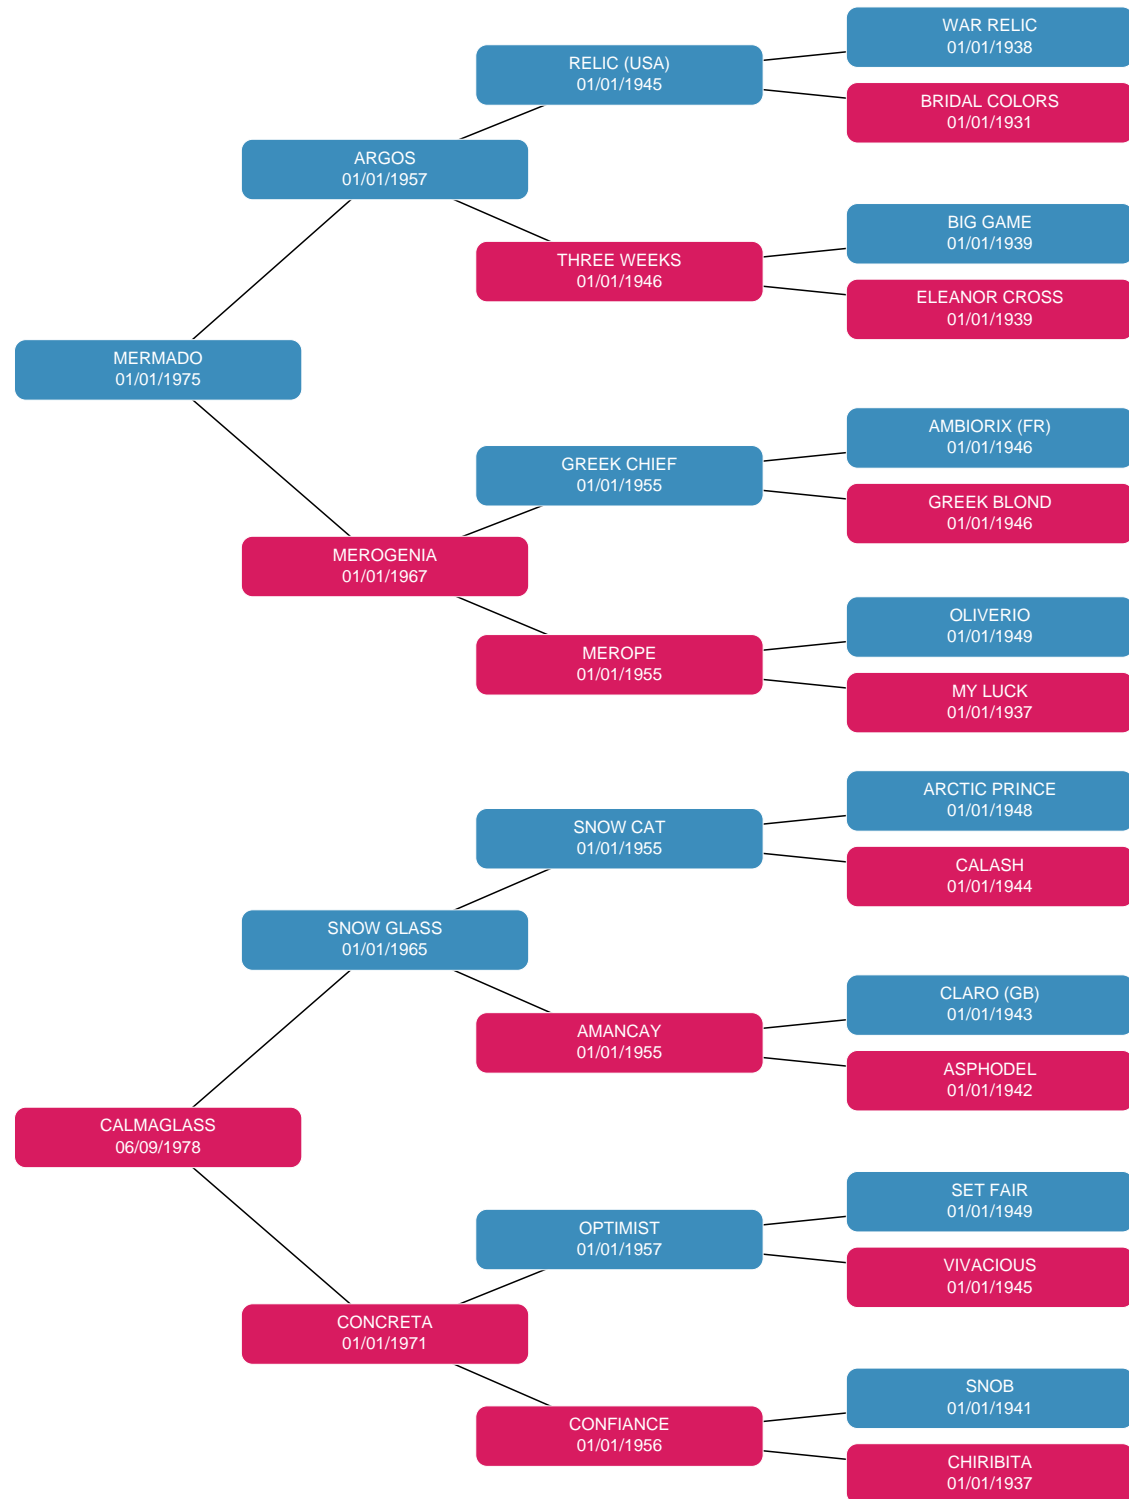 WAR RELIC
01/01/1938
RELIC (USA)
01/01/1945
BRIDAL COLORS
01/01/1931
ARGOS
01/01/1957
BIG GAME
01/01/1939
THREE WEEKS
01/01/1946
ELEANOR CROSS
01/01/1939
MERMADO
01/01/1975
AMBIORIX (FR)
01/01/1946
GREEK CHIEF
01/01/1955
GREEK BLOND
01/01/1946
MEROGENIA
01/01/1967
OLIVERIO
01/01/1949
MEROPE
01/01/1955
MY LUCK
01/01/1937
ARCTIC PRINCE
01/01/1948
SNOW CAT
01/01/1955
CALASH
01/01/1944
SNOW GLASS
01/01/1965
CLARO (GB)
01/01/1943
AMANCAY
01/01/1955
ASPHODEL
01/01/1942
CALMAGLASS
06/09/1978
SET FAIR
01/01/1949
OPTIMIST
01/01/1957
VIVACIOUS
01/01/1945
CONCRETA
01/01/1971
SNOB
01/01/1941
CONFIANCE
01/01/1956
CHIRIBITA
01/01/1937